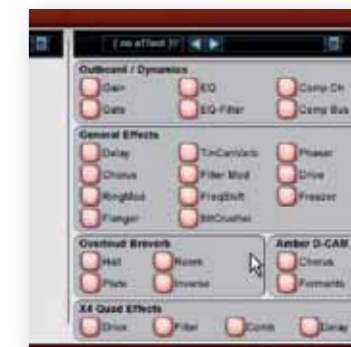 ( no effect )
Outboard / Dynamics
Gain EQ Comp Ch
Gate EQ-Filter Comp Bus
General Effects
Delay TinCanVerb Phaser
Chorus Filter Mod Drive
RingMod FreqShift Freezer
Flanger BitCrusher
Overloud Breverb Amber D-CAM
Hall Room Chorus
Plate Inverse Formants
X4 Quad Effects
Drive Filter Comb Delay